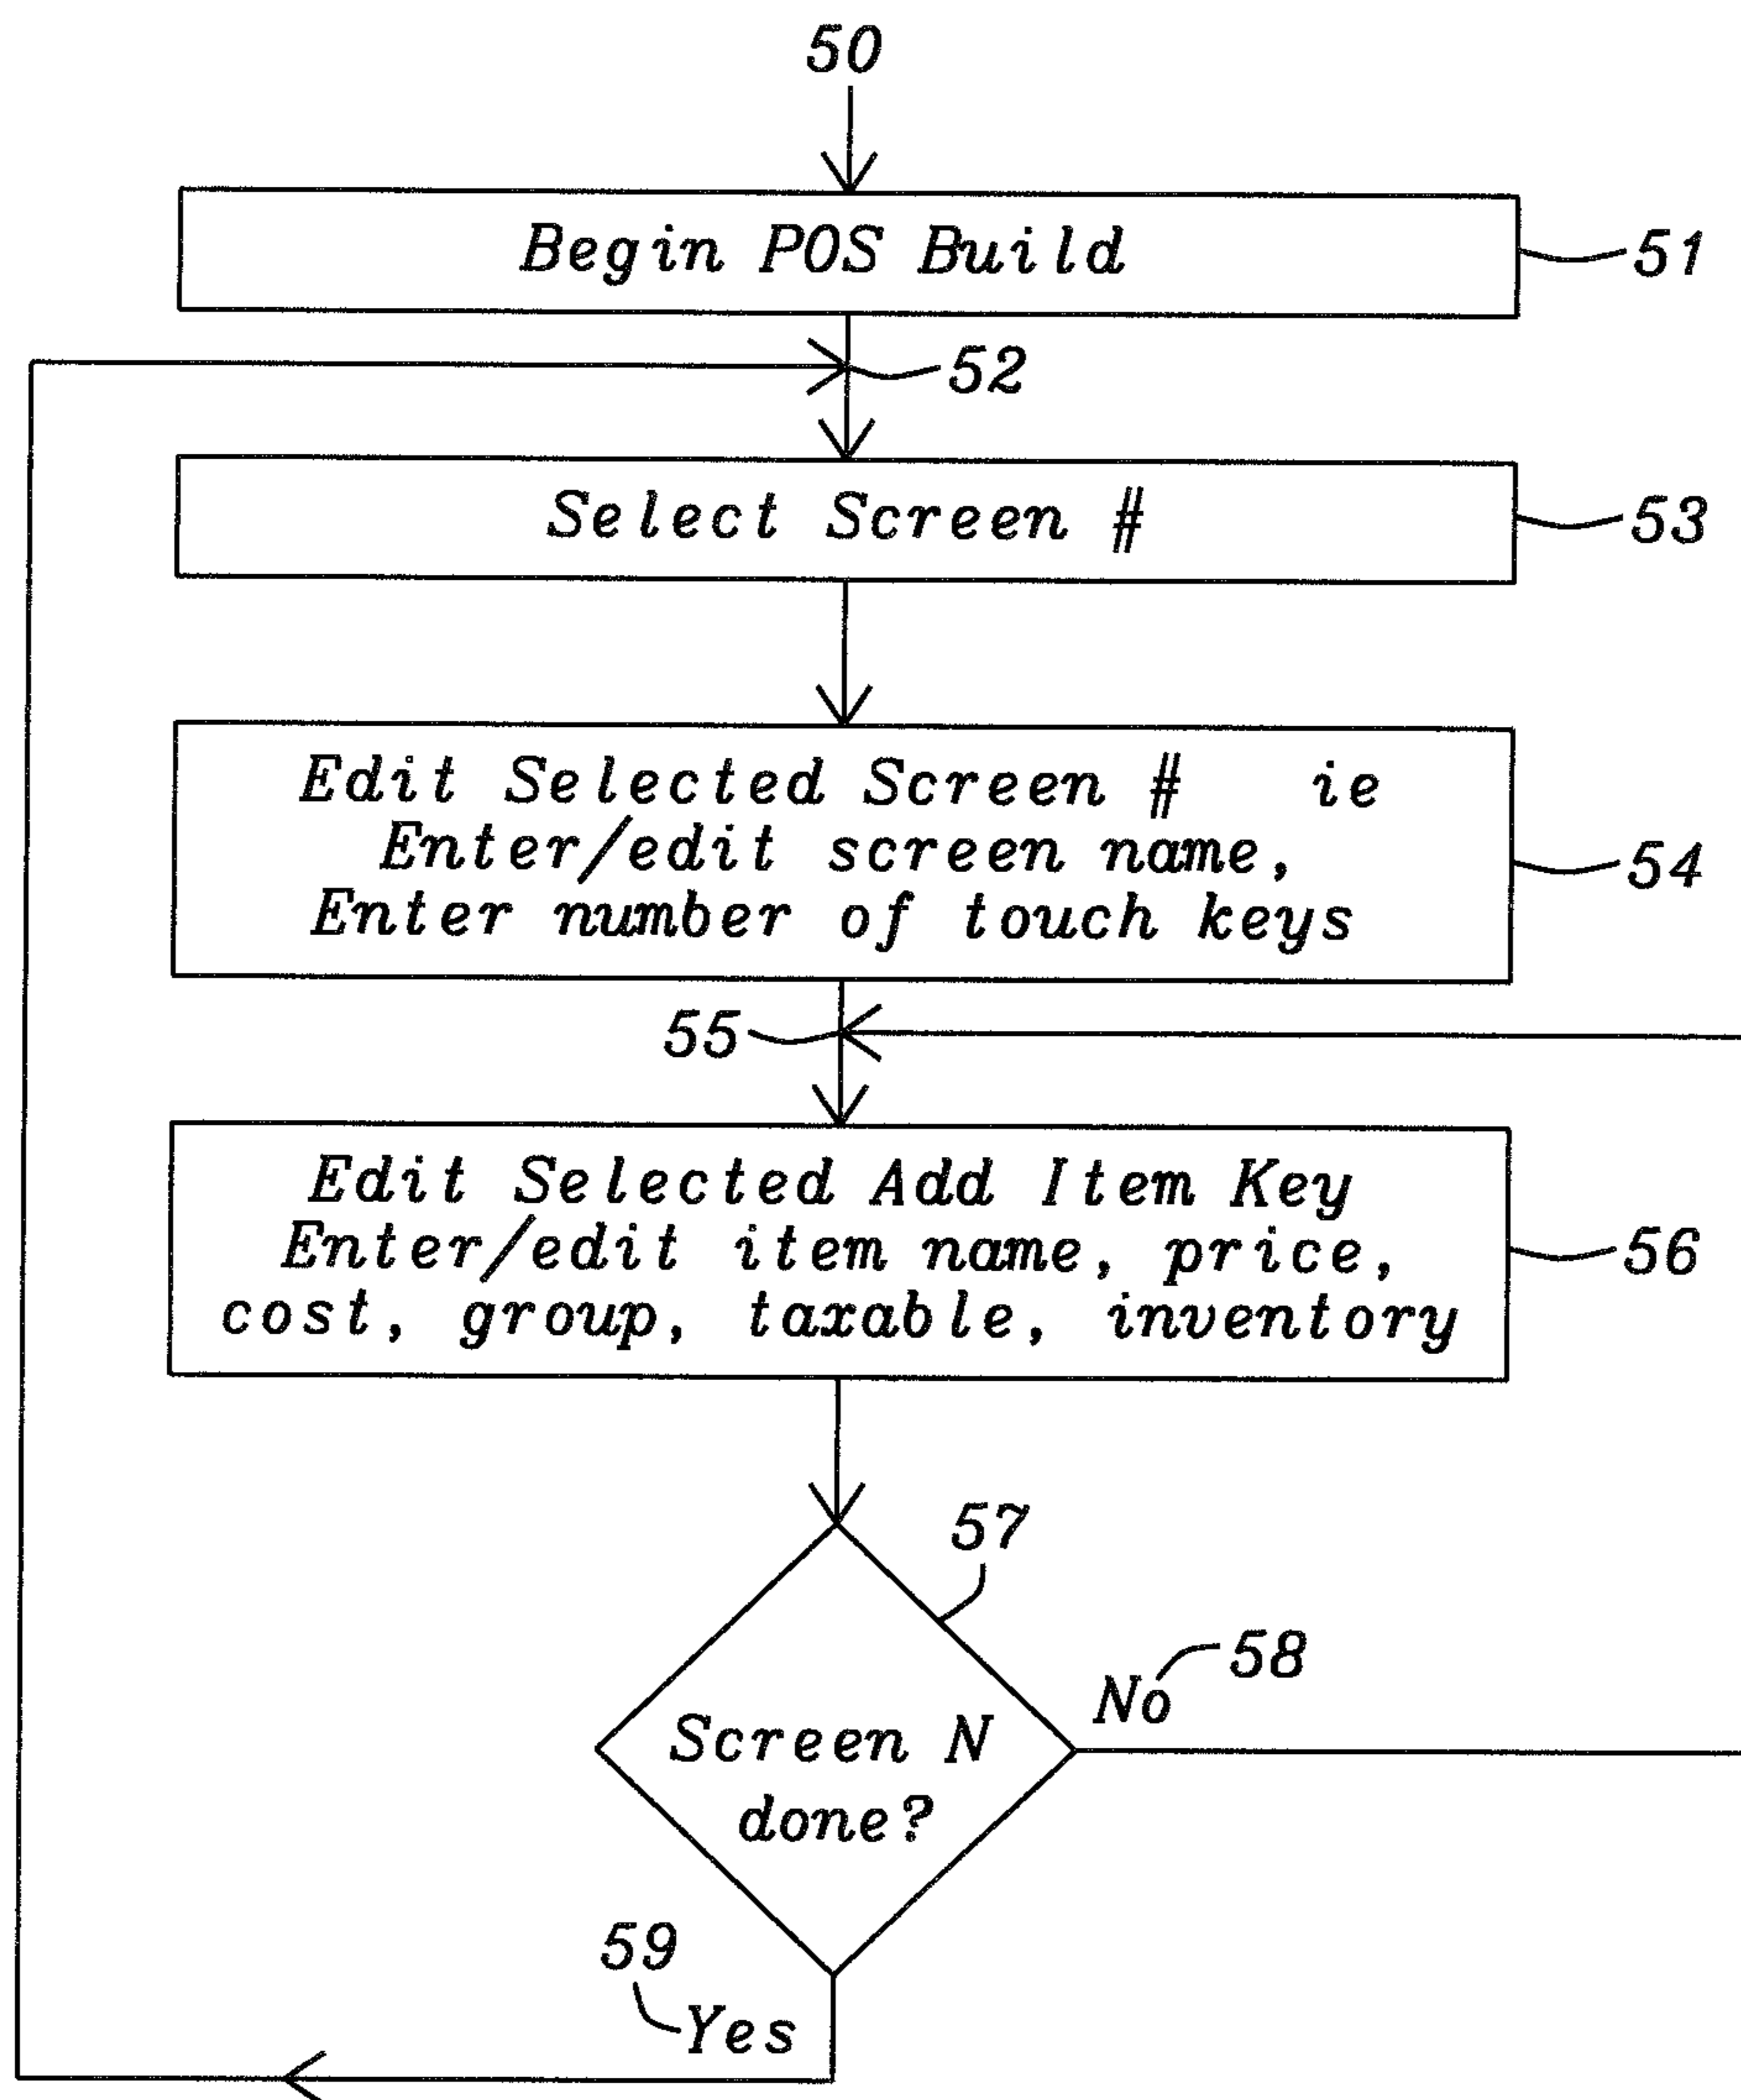 50
Begin POS Build
51
52
Select Screen #
53
Edit Selected Screen # ie
Enter/edit screen name,
Enter number of touch keys
54
55
Edit Selected Add Item Key
Enter/edit item name, price,
cost, group, taxable, inventory
56
57
58
No
Screen N
done?
59
Yes